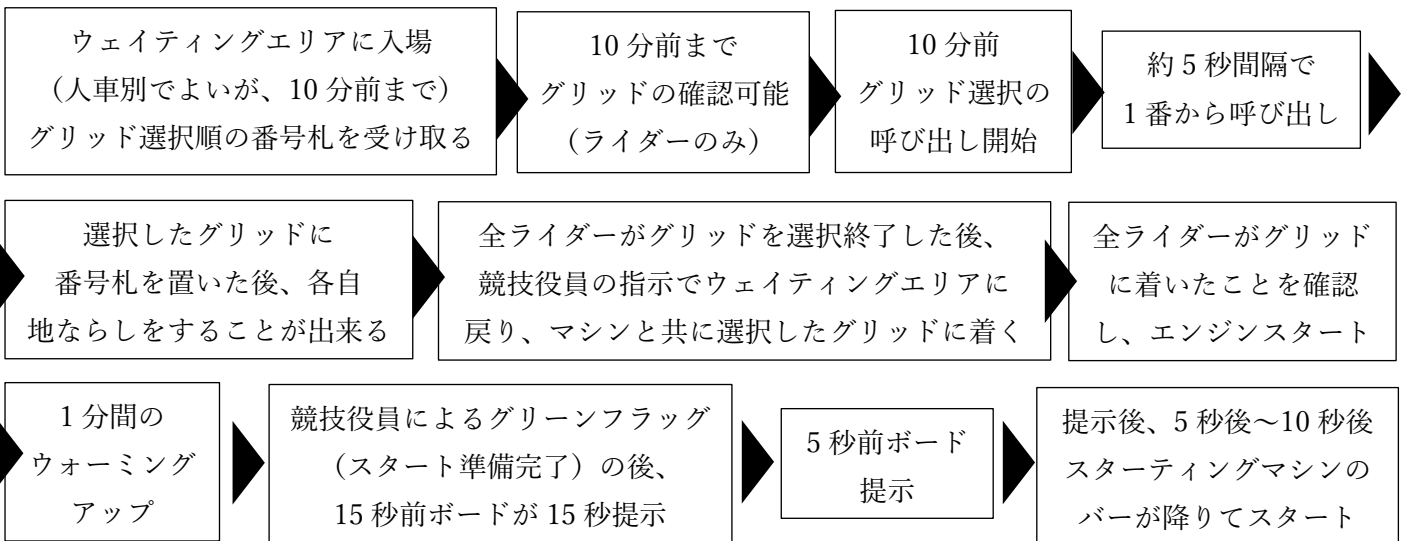 ウェイティングエリアに入場
（人車別でよいが、10 分前まで）
グリッド選択順の番号札を受け取る
10 分前まで
グリッドの確認可能
（ライダーのみ）
10 分前
グリッド選択の
呼び出し開始
約 5 秒間隔で
1 番から呼び出し
選択したグリッドに
番号札を置いた後、各自
地ならしをすることが出来る
全ライダーがグリッドを選択終了した後、
競技役員の指示でウェイティングエリアに
戻り、マシンと共に選択したグリッドに着く
全ライダーがグリッド
に着いたことを確認
し、エンジンスタート
1 分間の
ウォーミング
アップ
競技役員によるグリーンフラッグ
（スタート準備完了）の後、
15 秒前ボードが 15 秒提示
5 秒前ボード
提示
提示後、5 秒後～10 秒後
スターティングマシンの
バーが降りてスタート